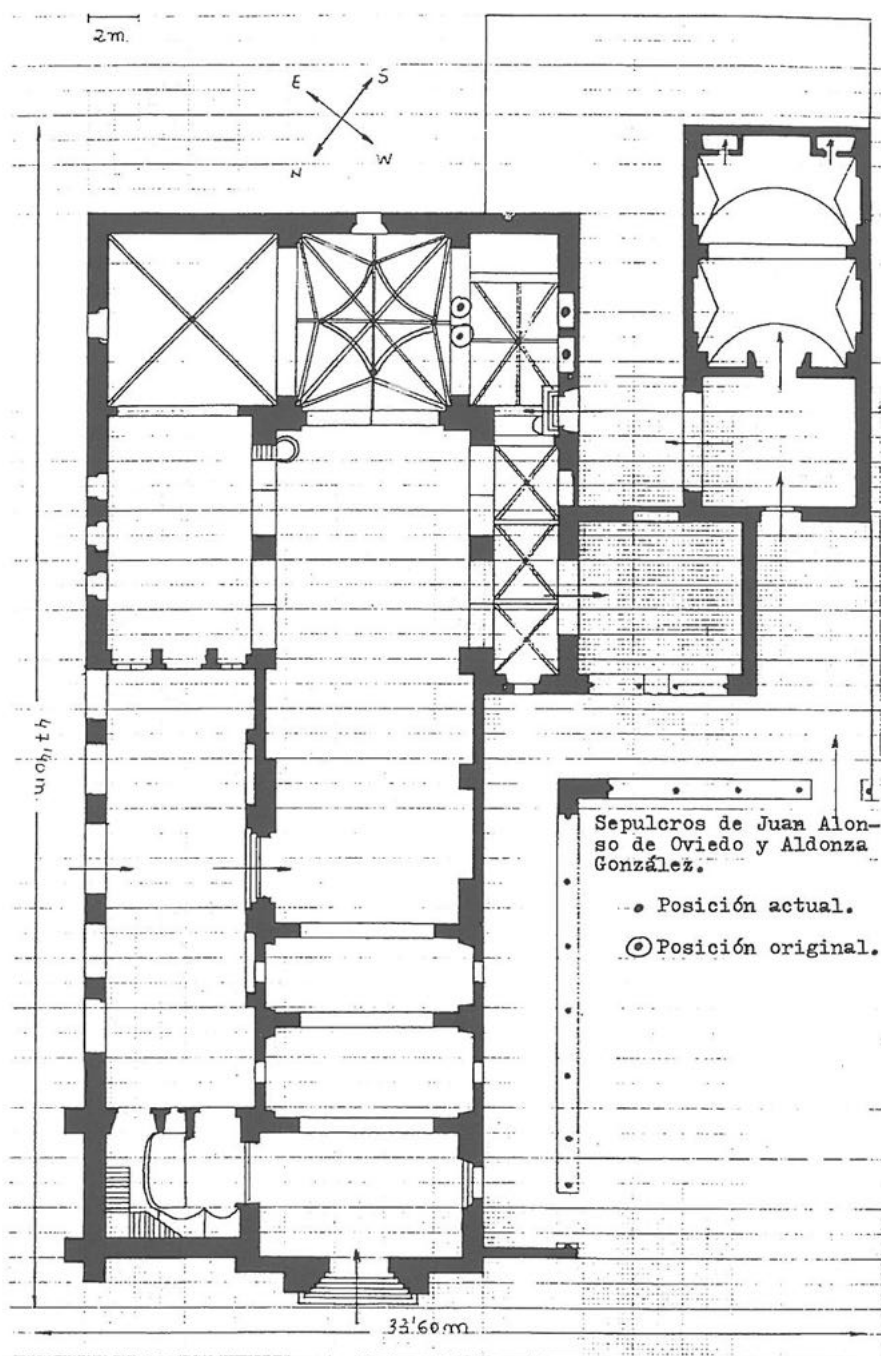 2m.
E
S
N
W
47'40m
Sepulcros de Juan Alon-
so de Oviedo y Aldonza
González.
Posición actual.
Posición original.
33'60m